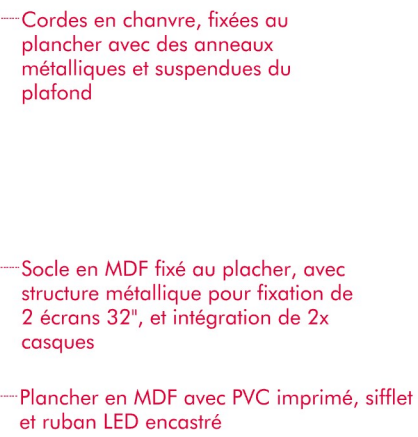 Cordes en chanvre, fixées au
plancher avec des anneaux
métalliques et suspendues du
plafond
Socle en MDF fixé au placher, avec
structure métallique pour fixation de
2 écrans 32", et intégration de 2x
casques
Plancher en MDF avec PVC imprimé, sifflet
et ruban LED encastré